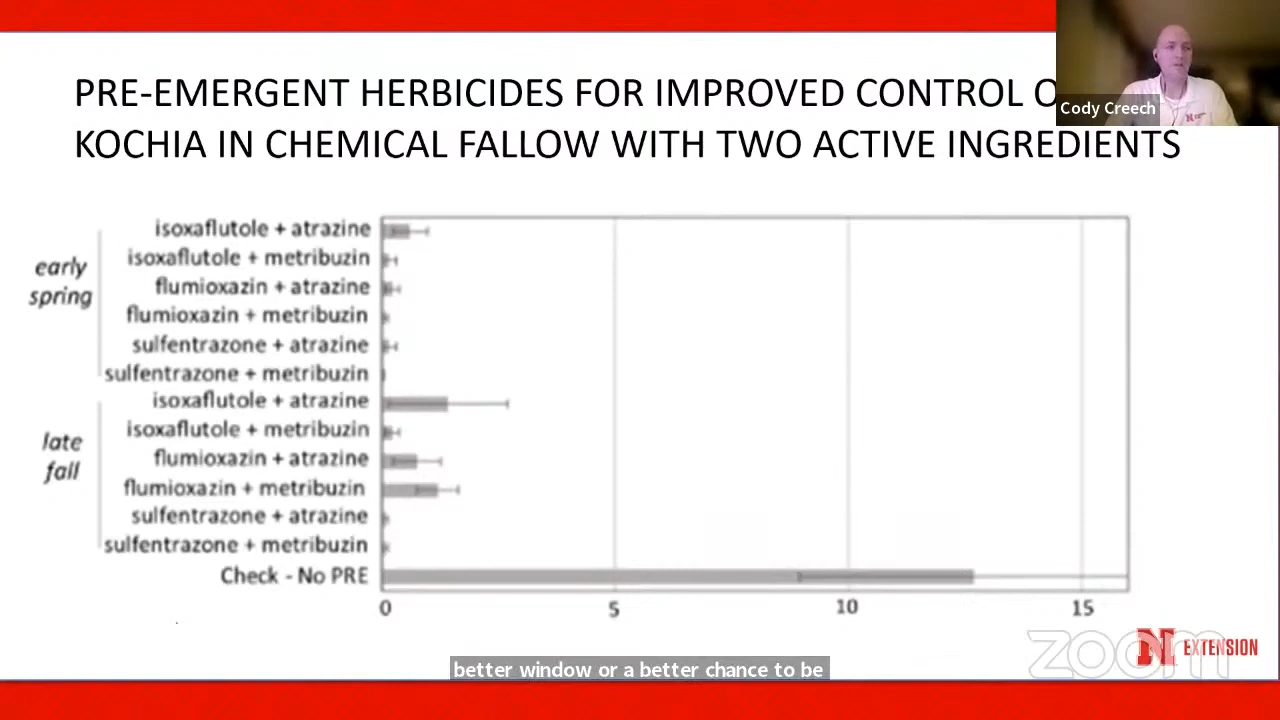 PRE-EMERGENT HERBICIDES FOR IMPROVED CONTROL O
KOCHIA IN CHEMICAL FALLOW WITH TWO ACTIVE INGREDIENTS
Cody Creech
early
spring
isoxaflutole + atrazine
isoxaflutole + metribuzin
flumioxazin + atrazine
flumioxazin + metribuzin
sulfentrazone + atrazine
sulfentrazone + metribuzin
late
fall
isoxaflutole + atrazine
isoxaflutole + metribuzin
flumioxazin + atrazine
flumioxazin + metribuzin
sulfentrazone + atrazine
sulfentrazone + metribuzin
Check - No PRE
0 5 10 15
zoom
N EXTENSION
better window or a better chance to be